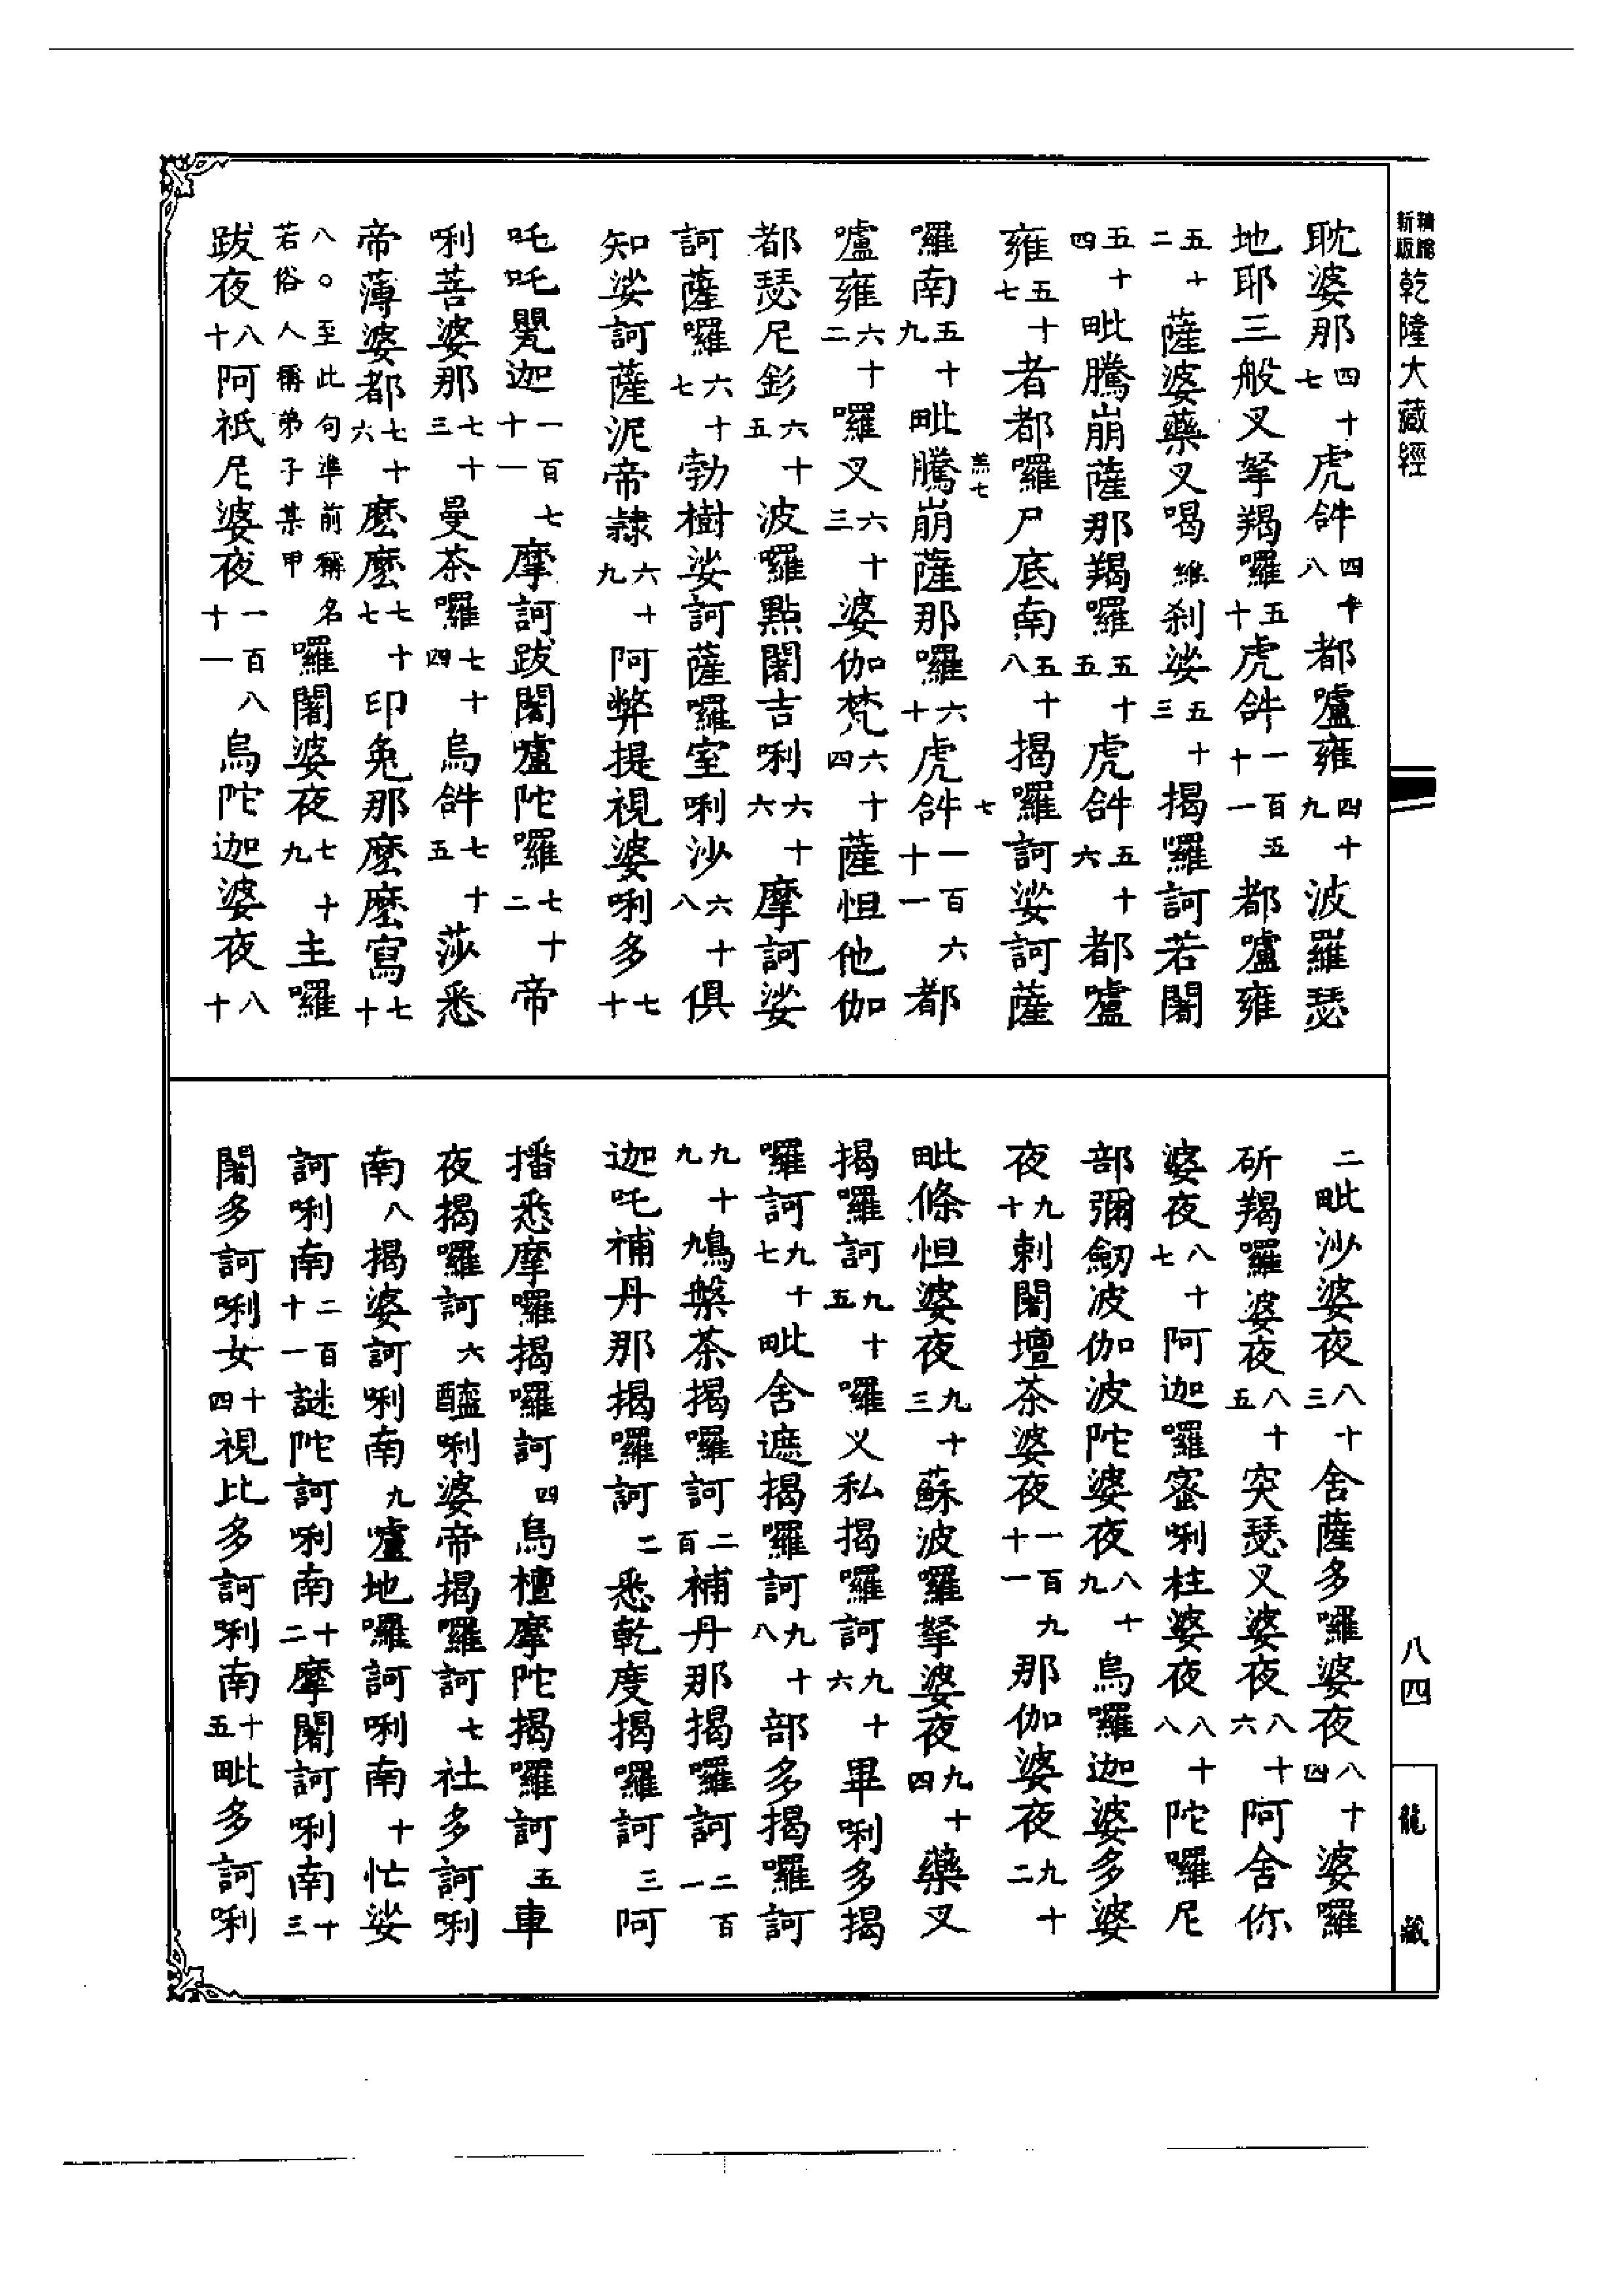 新版 精縮 乾隆大藏經
耽婆那四十七虎𤙖四十八都嚧雍四十九波羅瑟
地耶三般叉拏羯囉五十虎𤙖一百五十一都嚧雍
五十二薩婆藥叉喝囉剎娑五十三揭囉訶若闍
五十四毗騰崩薩那羯囉五十五虎𤙖五十六都嚧
雍五十七者都囉尸底南五十八揭囉訶娑訶薩
囉南五十九毗騰崩薩那囉六十虎𤙖一百六十一都
嚧雍六十二囉叉六十三婆伽梵六十四薩怛他伽
都瑟尼釤六十五波囉點闍吉唎六十六摩訶娑
訶薩囉六十七勃樹娑訶薩囉室唎沙六十八俱
知娑訶薩泥帝隸六十九阿弊提視婆唎多七十
吒吒甖迦一百七十一摩訶跋闍嚧陀囉七十二帝
唎菩婆那七十三曼茶囉七十四烏𤙖七十五莎悉
帝薄婆都七十六麼麼七十七印兔那麼麼寫七十
八。至此句準前稱名若俗人稱弟子某甲囉闍婆夜七十九主囉
跋夜八十阿祇尼婆夜一百八十一烏陀迦婆夜八十
二毗沙婆夜八十三舍薩多囉婆夜八十四婆囉
斫羯囉婆夜八十五突瑟叉婆夜八十六阿舍你
婆夜八十七阿迦囉密唎柱婆夜八十八陀囉尼
部彌劒波伽波陀婆夜八十九烏囉迦婆多婆
夜九十剌闍壇茶婆夜一百九十一那伽婆夜九十二
毗條怛婆夜九十三蘇波囉拏婆夜九十四藥叉
揭囉訶九十五囉义私揭囉訶九十六畢唎多揭
囉訶九十七毗舍遮揭囉訶九十八部多揭囉訶
九十九鳩槃茶揭囉訶二百補丹那揭囉訶二百一
迦吒補丹那揭囉訶二悉乾度揭囉訶三阿
播悉摩囉揭囉訶四烏檀摩陀揭囉訶五車
夜揭囉訶六醯唎婆帝揭囉訶七社多訶唎
南八揭婆訶唎南九嚧地囉訶唎南十忙娑
訶唎南二百十一謎陀訶唎南十二摩闍訶唎南十三
闍多訶唎女十四視比多訶唎南十五毗多訶唎
八四
龍藏